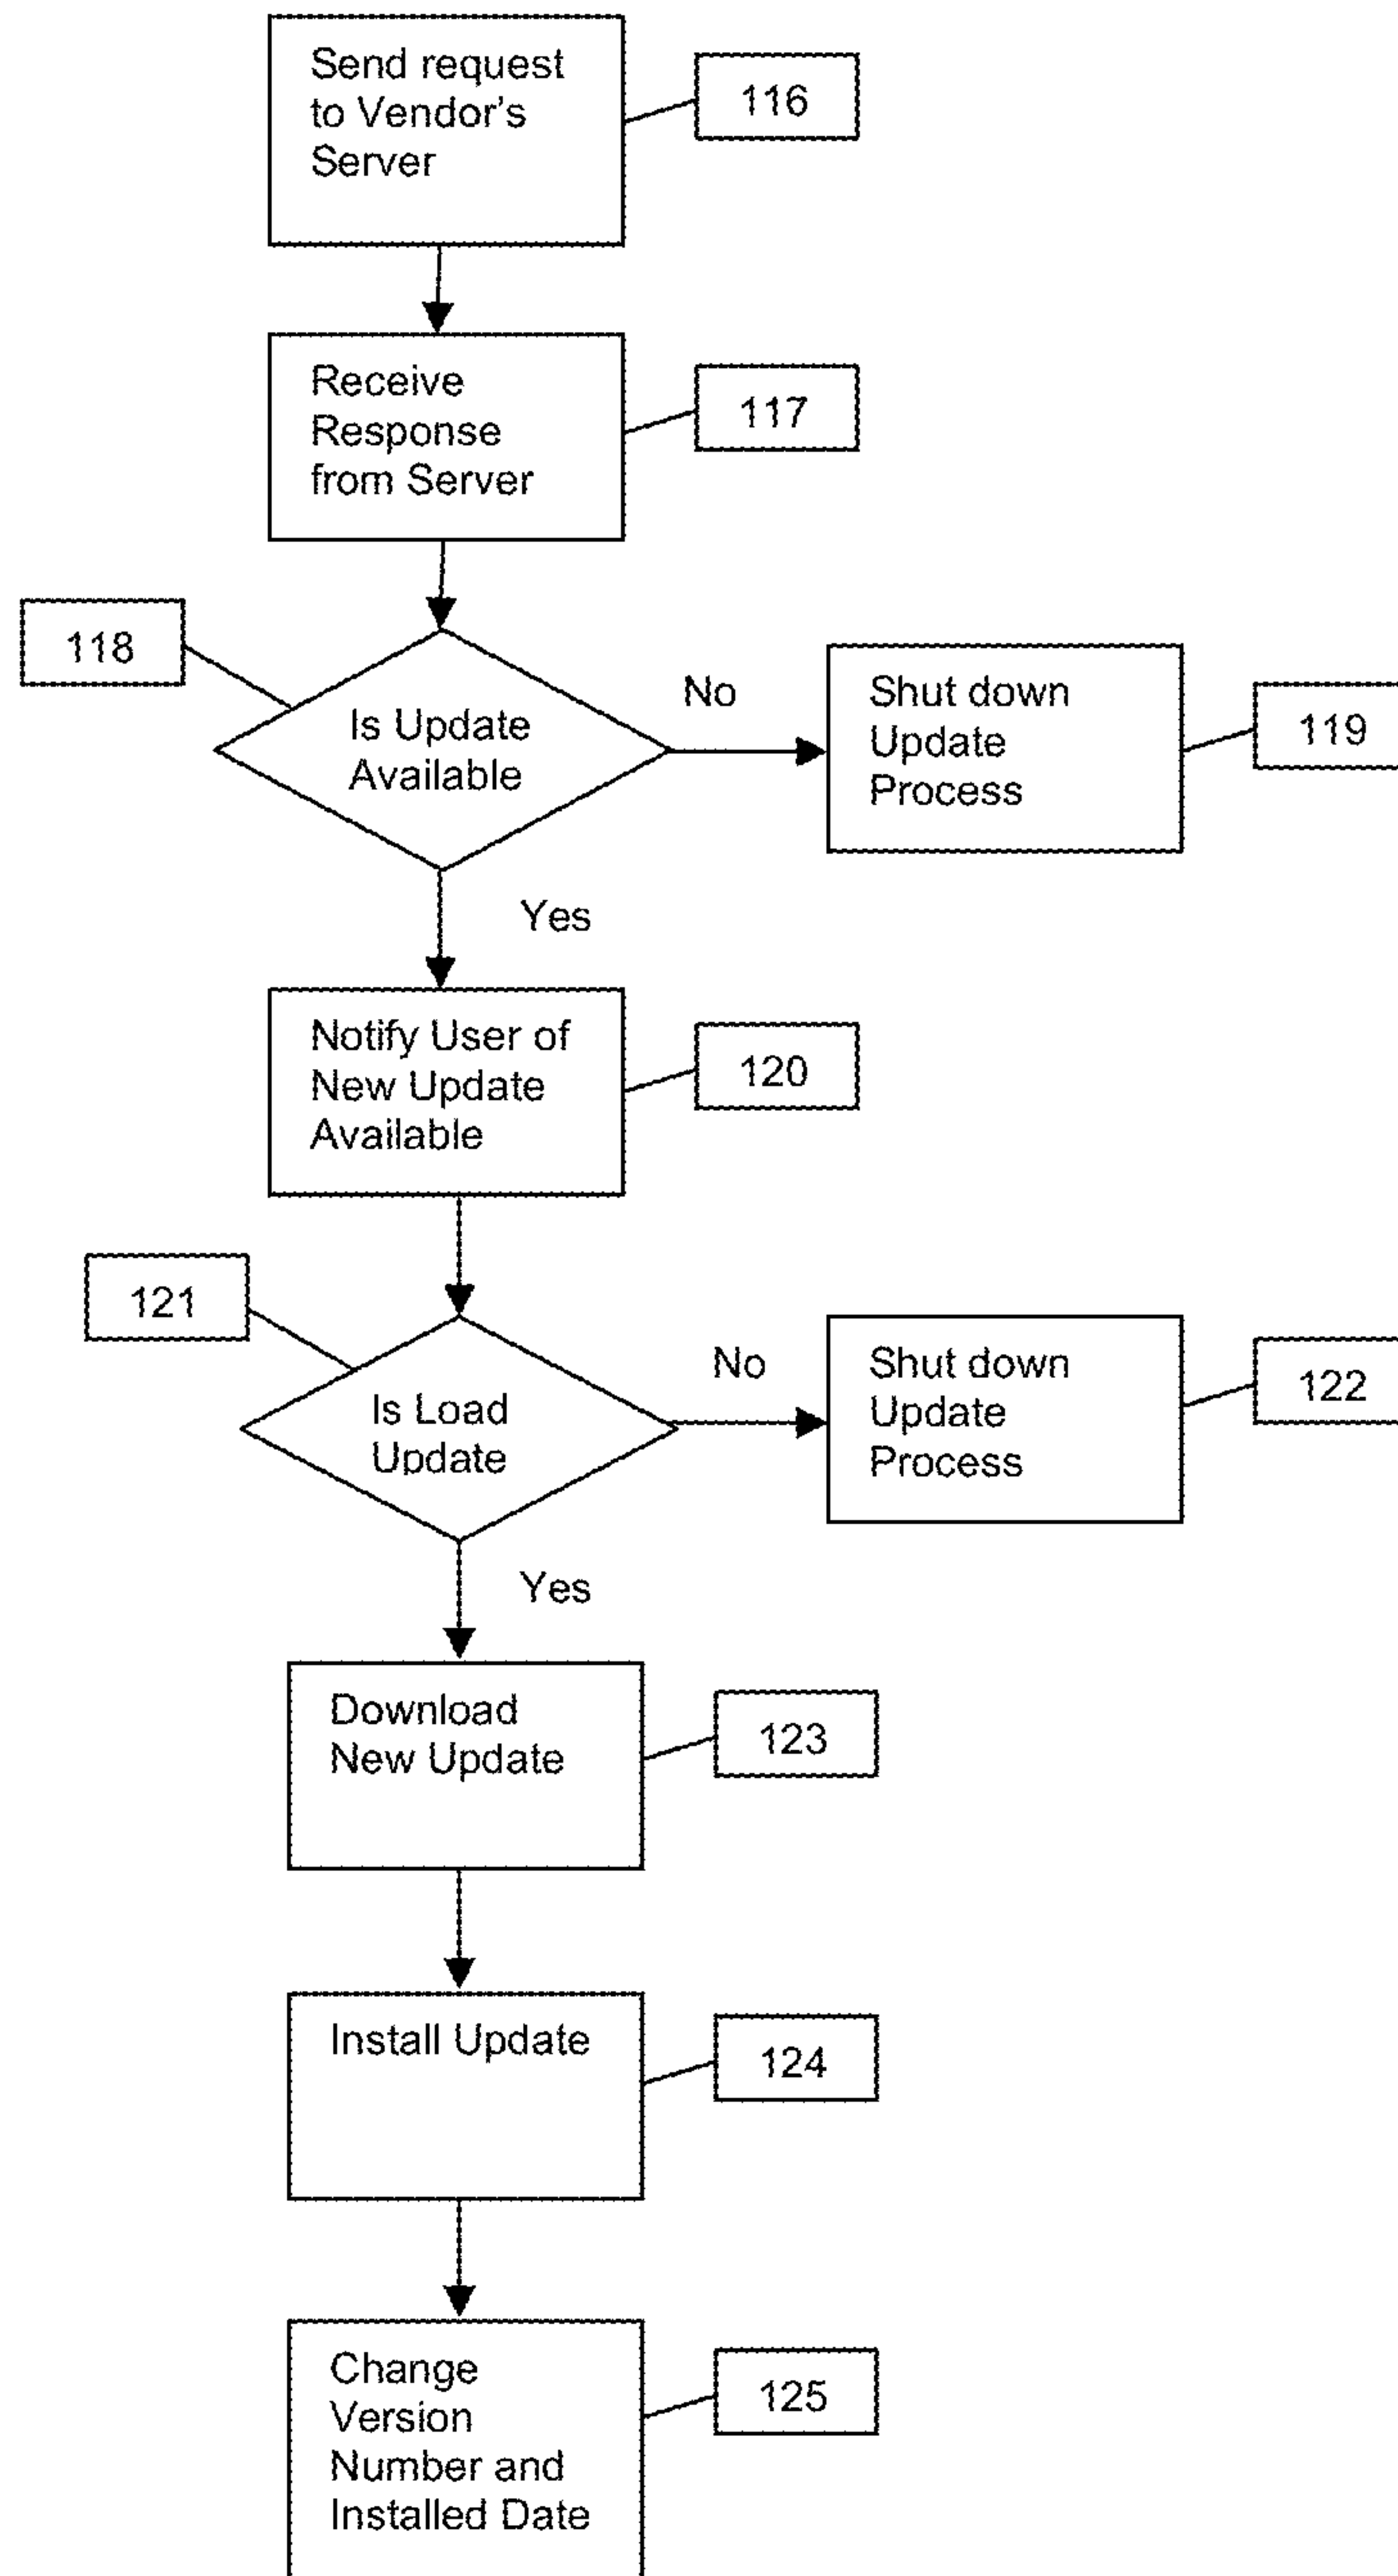 Send request
to Vendor's
Server
116
Receive
Response
from Server
117
118
Is Update
Available
No
Shut down
Update
Process
119
Yes
Notify User of
New Update
Available
120
121
Is Load
Update
No
Shut down
Update
Process
122
Yes
Download
New Update
123
Install Update
124
Change
Version
Number and
Installed Date
125